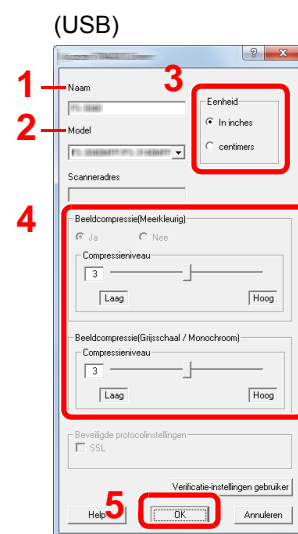 (USB)
3
1
Naam
Eenheid
In inches
2
Model
centimers
Scanneradres
4
Beeldcompressie(Meerkleurig)
Ja Nee
Compressieniveau
3
Laag Hoog
Beeldcompressie(Grijsschaal / Monochroom)
Compressieniveau
3
Laag Hoog
Beveiligde protocolinstellingen
SSL
Verificatie-instellingen gebruiker
5
Help OK Annuleren